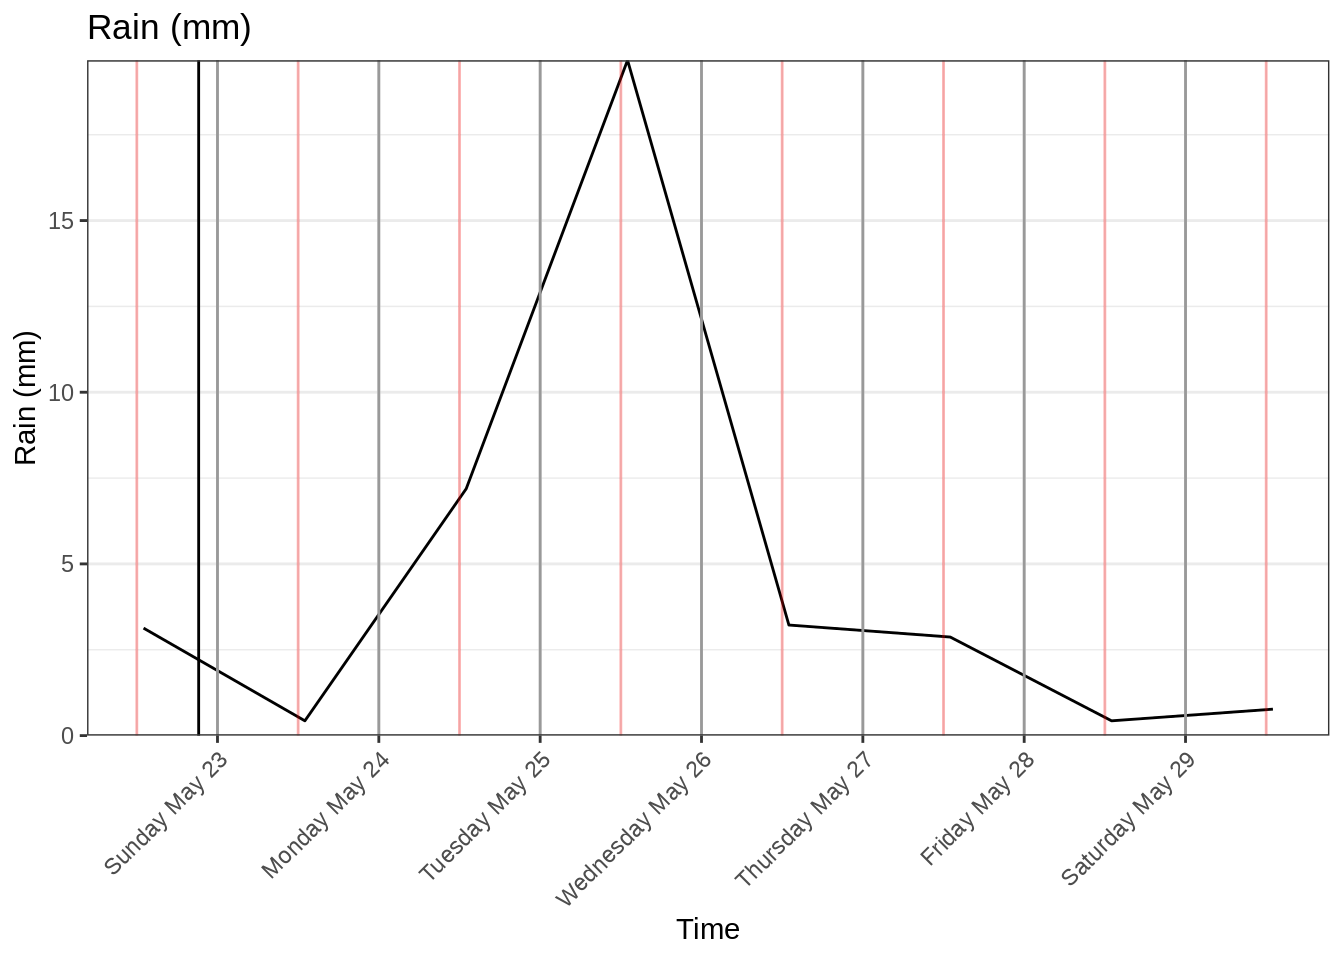 Rain (mm)
Rain (mm)
15
10
5
0
Sunday May 23
Monday May 24
Tuesday May 25
Wednesday May 26
Thursday May 27
Friday May 28
Saturday May 29
Time